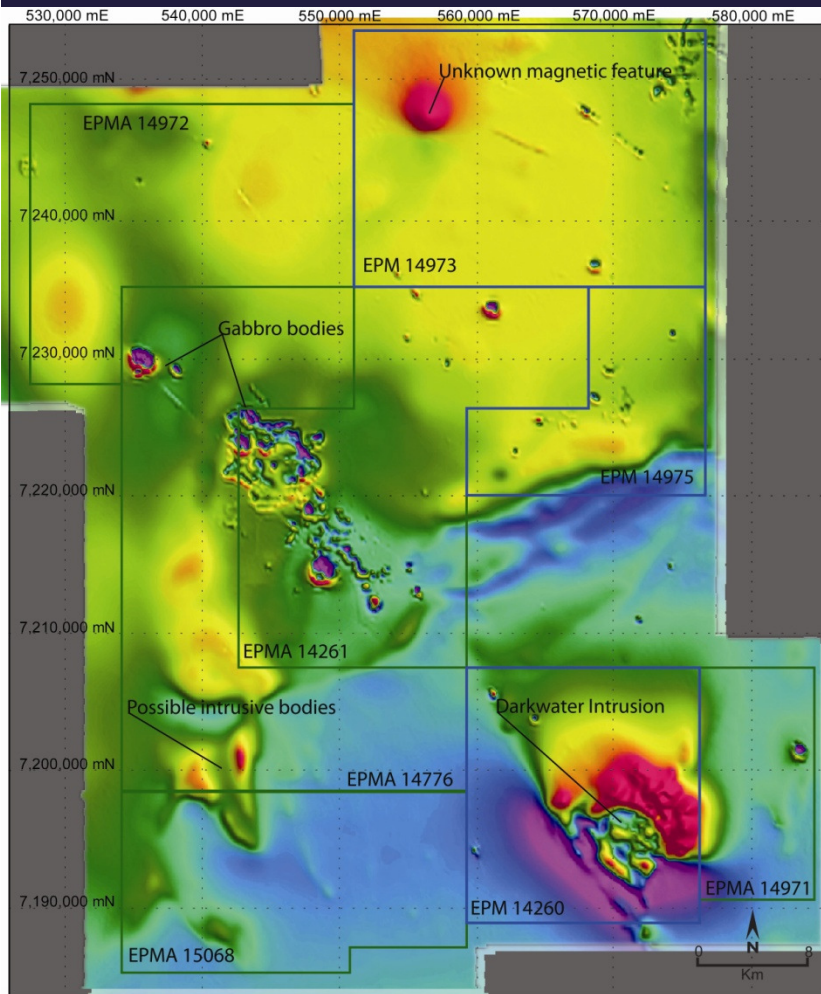 530,000 mE 540,000 mE 550,000 mE 560,000 mE 570,000 mE 580,000 mE
7,250,000 mN
Unknown magnetic feature
EPMA 14972
7,240,000 mN
EPM 14973
Gabbro bodies
7,230,000 mN
EPM 14975
7,220,000 mN
7,210,000 mN
EPMA 14261
Possible intrusive bodies
Darkwater Intrusion
7,200,000 mN
EPMA 14776
EPMA 14971
7,190,000 mN
EPM 14260
EPMA 15068
N
0 8
Km